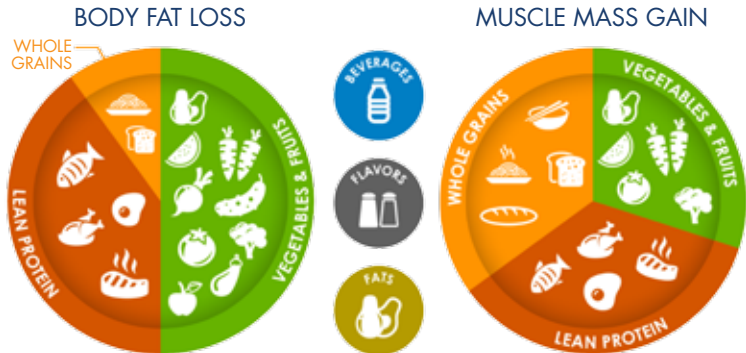 BODY FAT LOSS
MUSCLE MASS GAIN
WHOLE
GRAINS
LEAN PROTEIN
VEGETABLES & FRUITS
BEVERAGES
FLAVORS
FATS
WHOLE GRAINS
VEGETABLES & FRUITS
LEAN PROTEIN